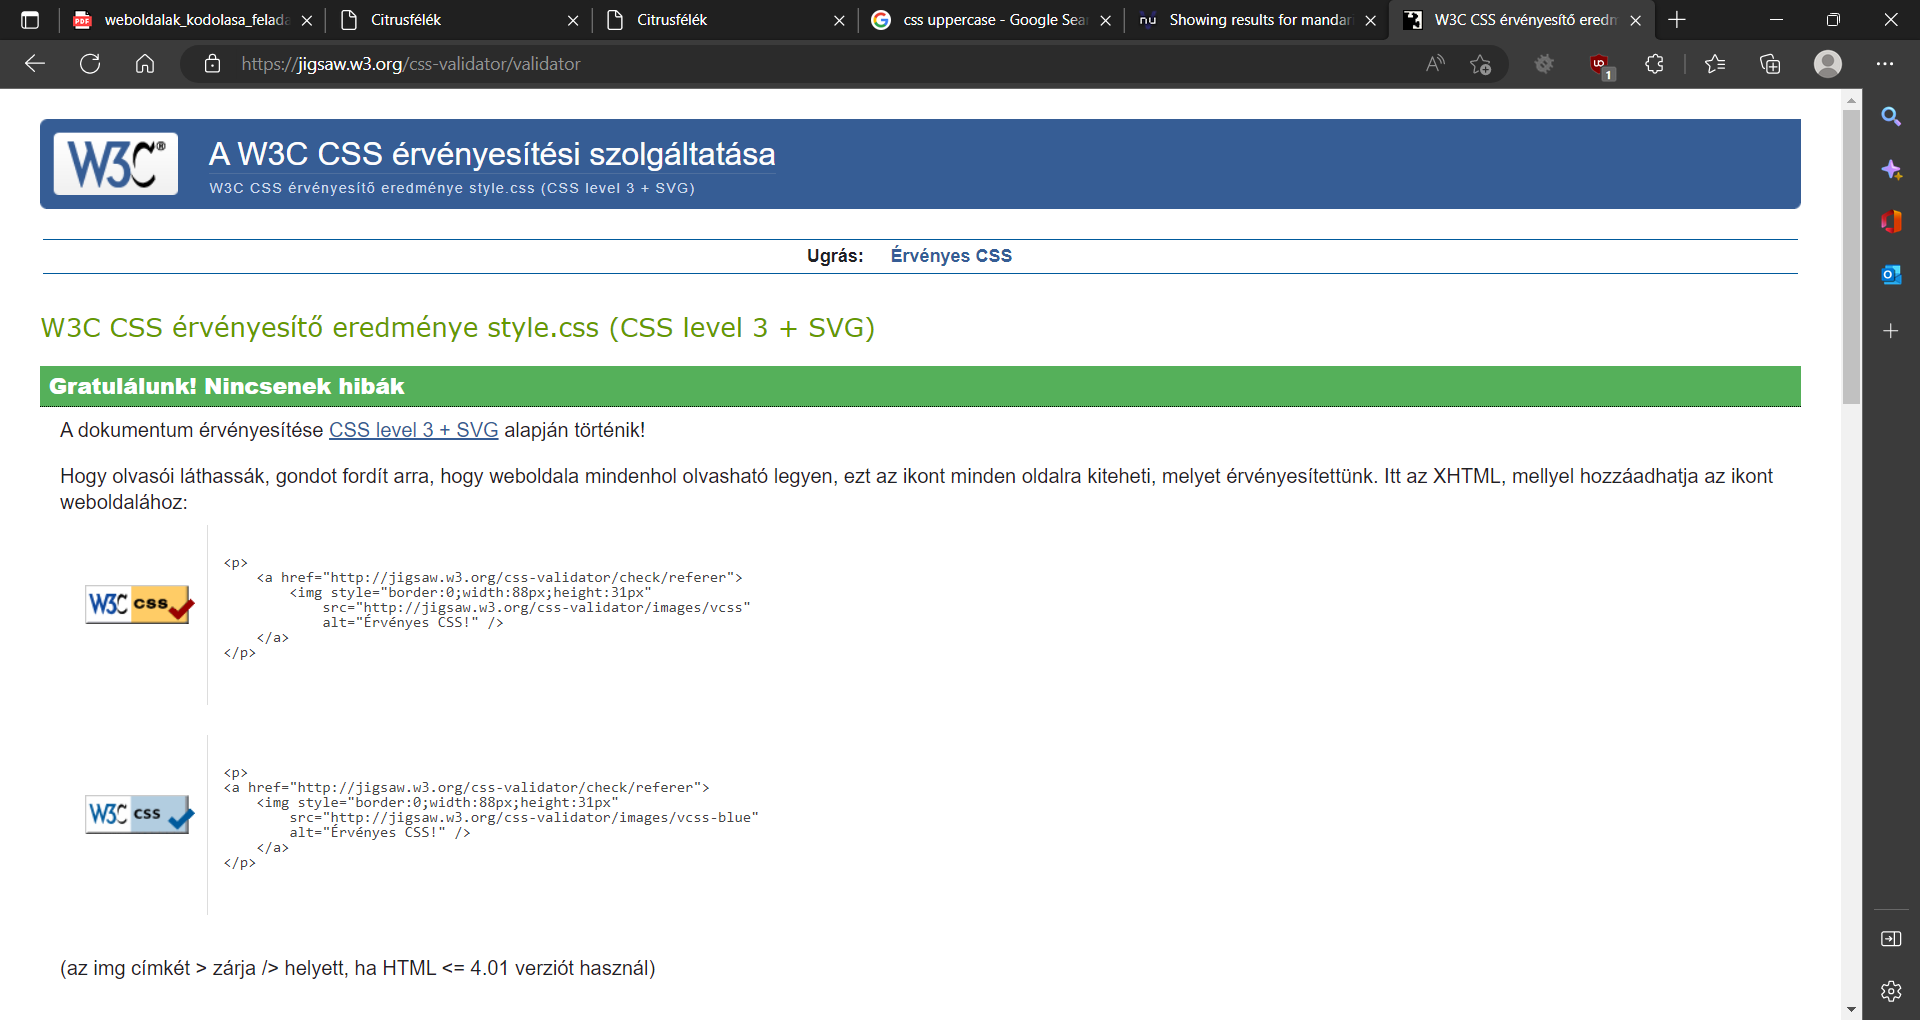 weboldalak_kodolasa_felada
Citrusfélék
Citrusfélék
css uppercase - Google Sear
Showing results for mandari
W3C CSS érvényesítő eredm
https://jigsaw.w3.org/css-validator/validator
1
W3C®
A W3C CSS érvényesítési szolgáltatása
W3C CSS érvényesítő eredménye style.css (CSS level 3 + SVG)
Ugrás: Érvényes CSS
W3C CSS érvényesítő eredménye style.css (CSS level 3 + SVG)
Gratulálunk! Nincsenek hibák
A dokumentum érvényesítése CSS level 3 + SVG alapján történik!
Hogy olvasói láthassák, gondot fordít arra, hogy weboldala mindenhol olvasható legyen, ezt az ikont minden oldalra kiteheti, melyet érvényesítettünk. Itt az XHTML, mellyel hozzáadhatja az ikont
weboldalához:
W3C css
<p>
<a href="http://jigsaw.w3.org/css-validator/check/referer">
<img style="border:0;width:88px;height:31px"
src="http://jigsaw.w3.org/css-validator/images/vcss"
alt="Érvényes CSS!" />
</a>
</p>
W3C css
<p>
<a href="http://jigsaw.w3.org/css-validator/check/referer">
<img style="border:0;width:88px;height:31px"
src="http://jigsaw.w3.org/css-validator/images/vcss-blue"
alt="Érvényes CSS!" />
</a>
</p>
(az img címkét > zárja /> helyett, ha HTML <= 4.01 verziót használ)